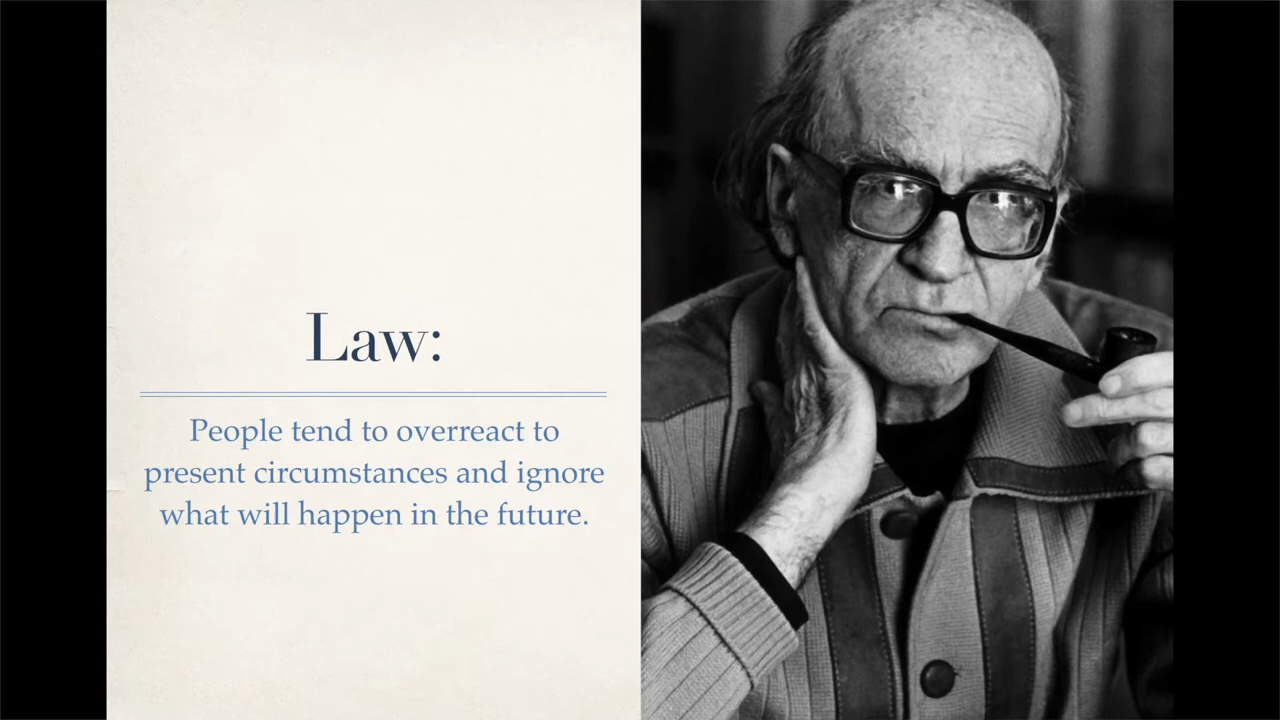 Law:
People tend to overreact to
present circumstances and ignore
what will happen in the future.